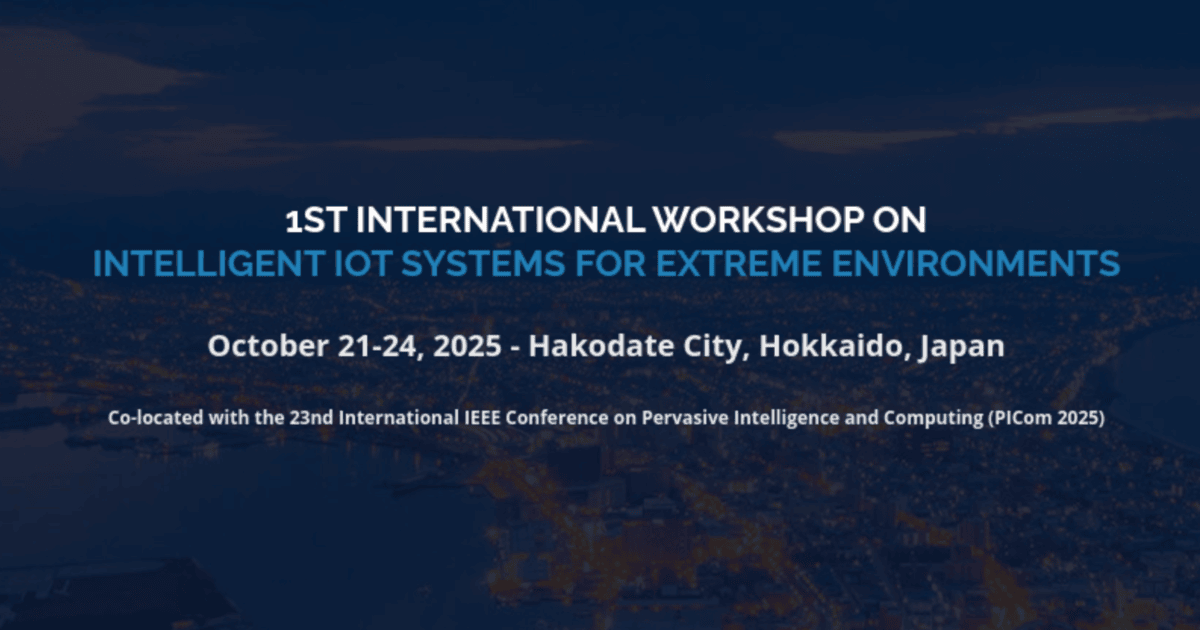 1ST INTERNATIONAL WORKSHOP ON
INTELLIGENT IOT SYSTEMS FOR EXTREME ENVIRONMENTS
October 21-24, 2025 - Hakodate City, Hokkaido, Japan
Co-located with the 23nd International IEEE Conference on Pervasive Intelligence and Computing (PICom 2025)